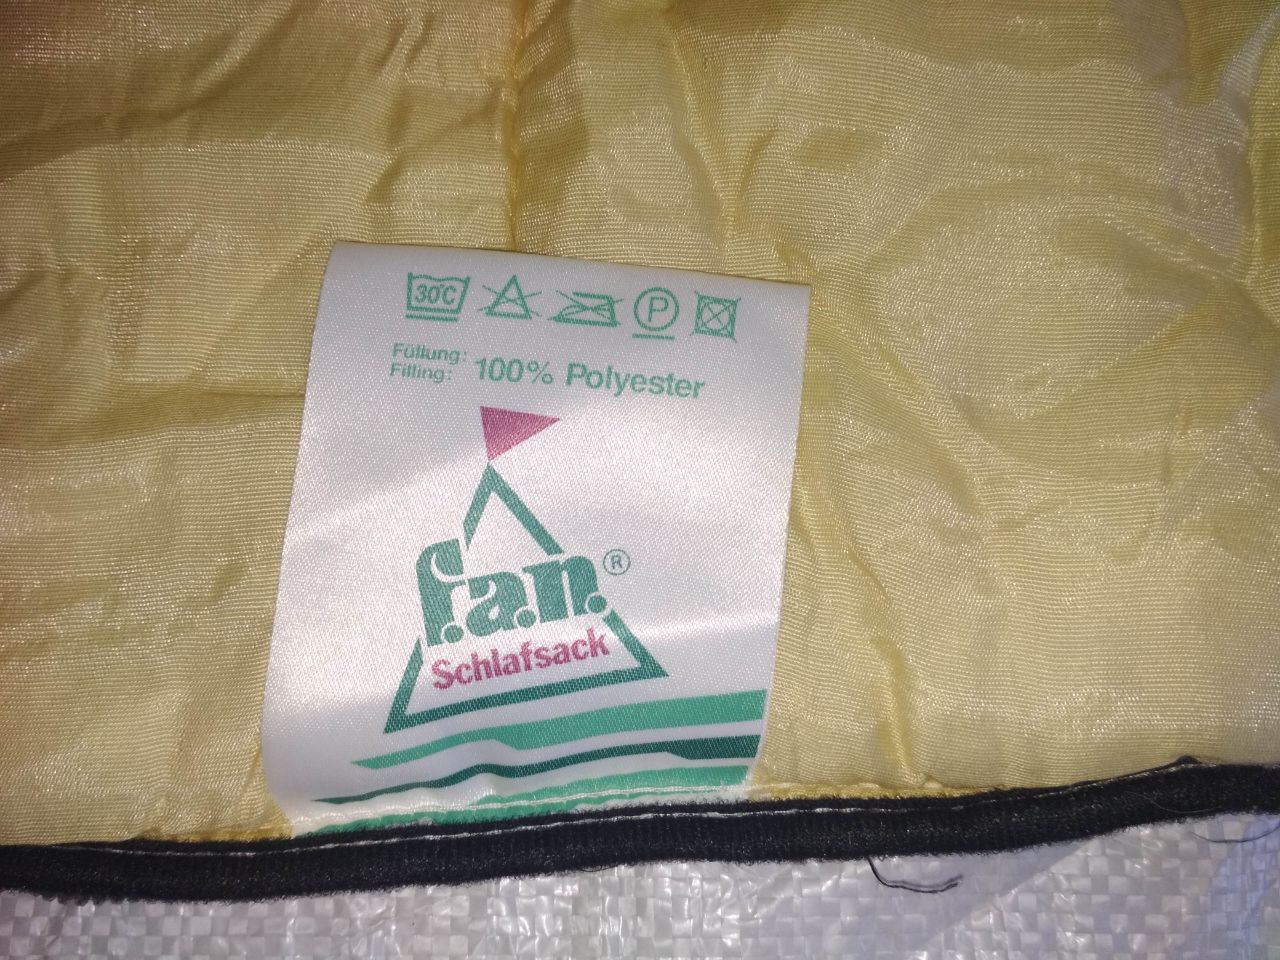 30°C P
Füllung:
Filling: 100% Polyester
f.a.n.®
Schlafsack